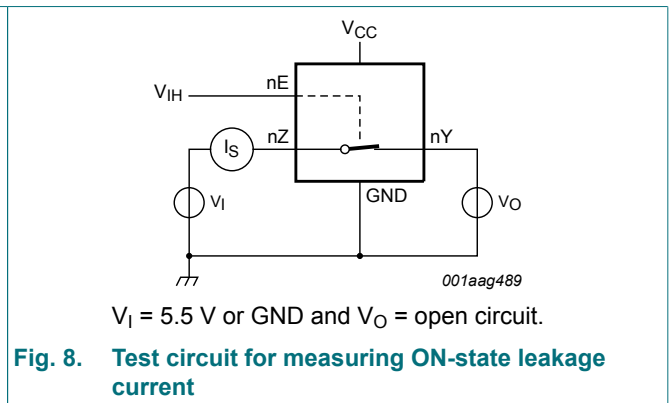 VCC
VIH
nE
IS
nZ
nY
VI
GND
VO
001aag489
VI = 5.5 V or GND and VO = open circuit.
Fig. 8. Test circuit for measuring ON-state leakage
current